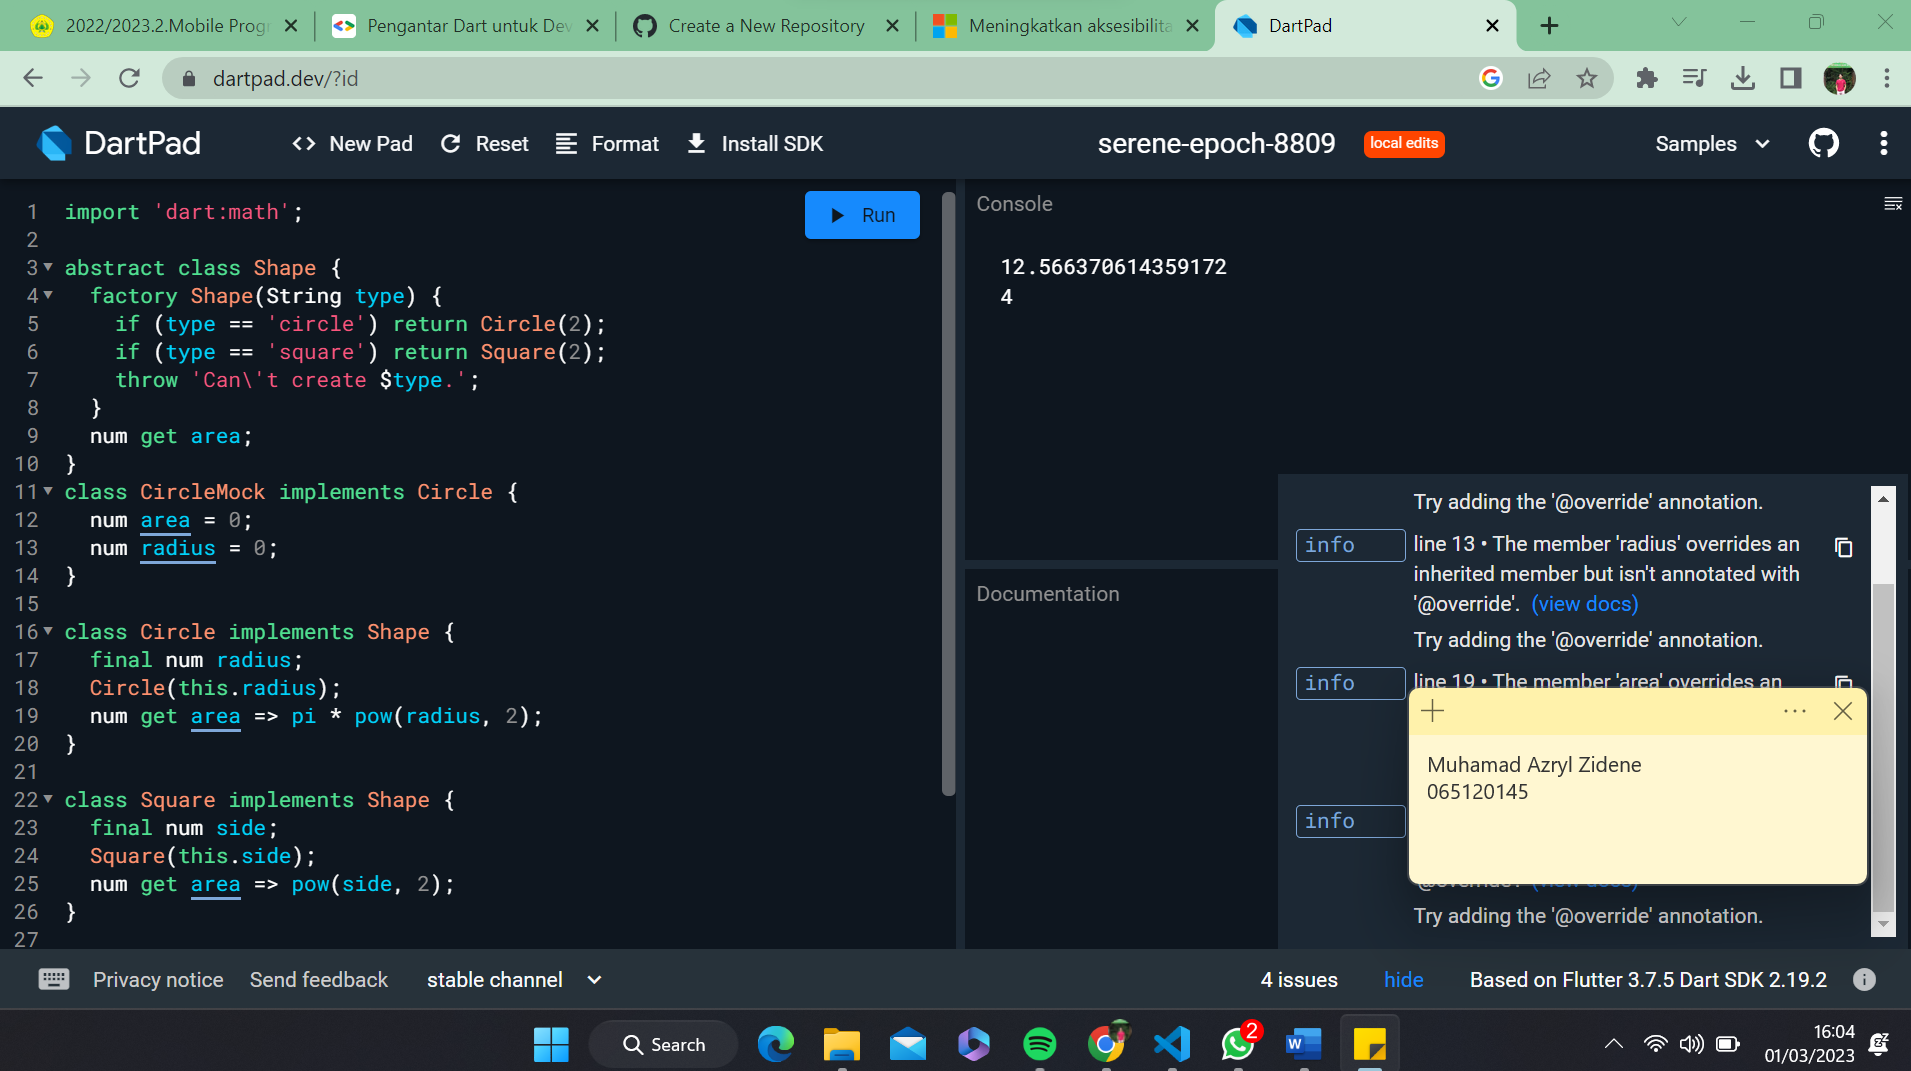 2022/2023.2.Mobile Progr
Pengantar Dart untuk Dev
Create a New Repository
Meningkatkan aksesibilita
DartPad
dartpad.dev/?id
DartPad
<> New Pad
Reset
Format
Install SDK
serene-epoch-8809
local edits
Samples
1 import 'dart:math';
2
3 abstract class Shape {
4 factory Shape(String type) {
5 if (type == 'circle') return Circle(2);
6 if (type == 'square') return Square(2);
7 throw 'Can\'t create $type.';
8 }
9 num get area;
10 }
11 class CircleMock implements Circle {
12 num area = 0;
13 num radius = 0;
14 }
15
16 class Circle implements Shape {
17 final num radius;
18 Circle(this.radius);
19 num get area => pi * pow(radius, 2);
20 }
21
22 class Square implements Shape {
23 final num side;
24 Square(this.side);
25 num get area => pow(side, 2);
26 }
27
Run
Console
12.566370614359172
4
Documentation
Try adding the '@override' annotation.
info
line 13 • The member 'radius' overrides an
inherited member but isn't annotated with
'@override'. (view docs)
Try adding the '@override' annotation.
info
line 19 • The member 'area' overrides an
Muhamad Azryl Zidene
065120145
info
'@override'. (view docs)
Try adding the '@override' annotation.
Privacy notice
Send feedback
stable channel
4 issues
hide
Based on Flutter 3.7.5 Dart SDK 2.19.2
Search
2
W
16:04
01/03/2023